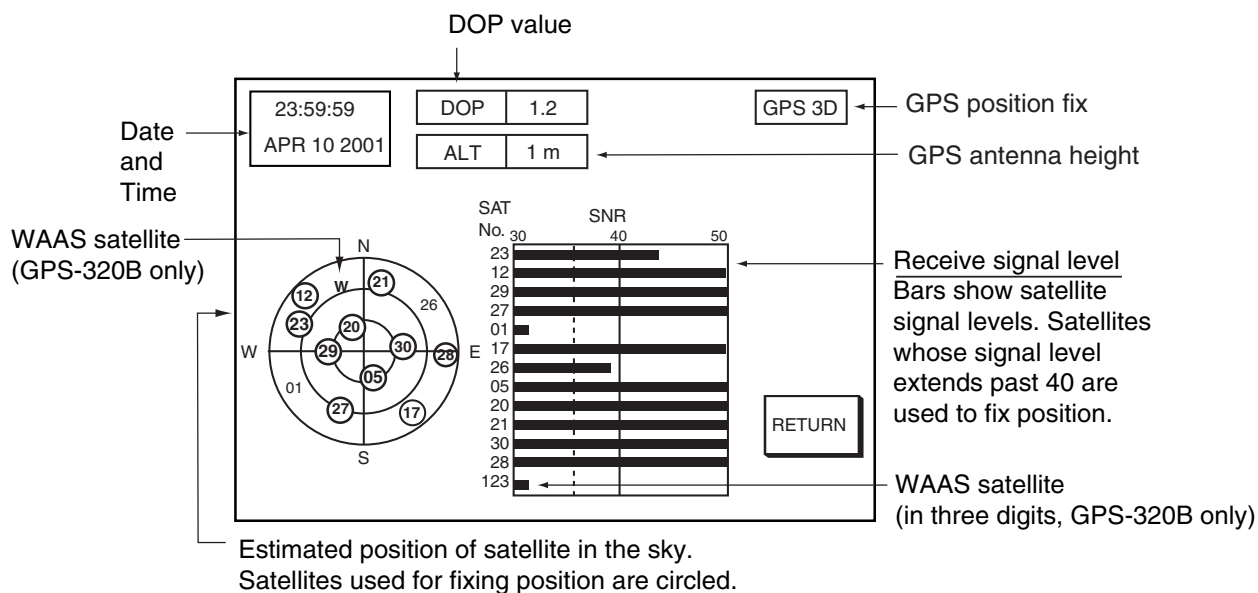 DOP value
23:59:59
APR 10 2001
DOP 1.2
ALT 1 m
GPS 3D
GPS position fix
GPS antenna height
Date
and
Time
WAAS satellite
(GPS-320B only)
N
W
E
S
W
12
21
26
23
20
29
30
28
05
01
27
17
SAT
No.
SNR
30 40 50
23
12
29
27
01
17
26
05
20
21
30
28
123
Receive signal level
Bars show satellite
signal levels. Satellites
whose signal level
extends past 40 are
used to fix position.
RETURN
WAAS satellite
(in three digits, GPS-320B only)
Estimated position of satellite in the sky.
Satellites used for fixing position are circled.